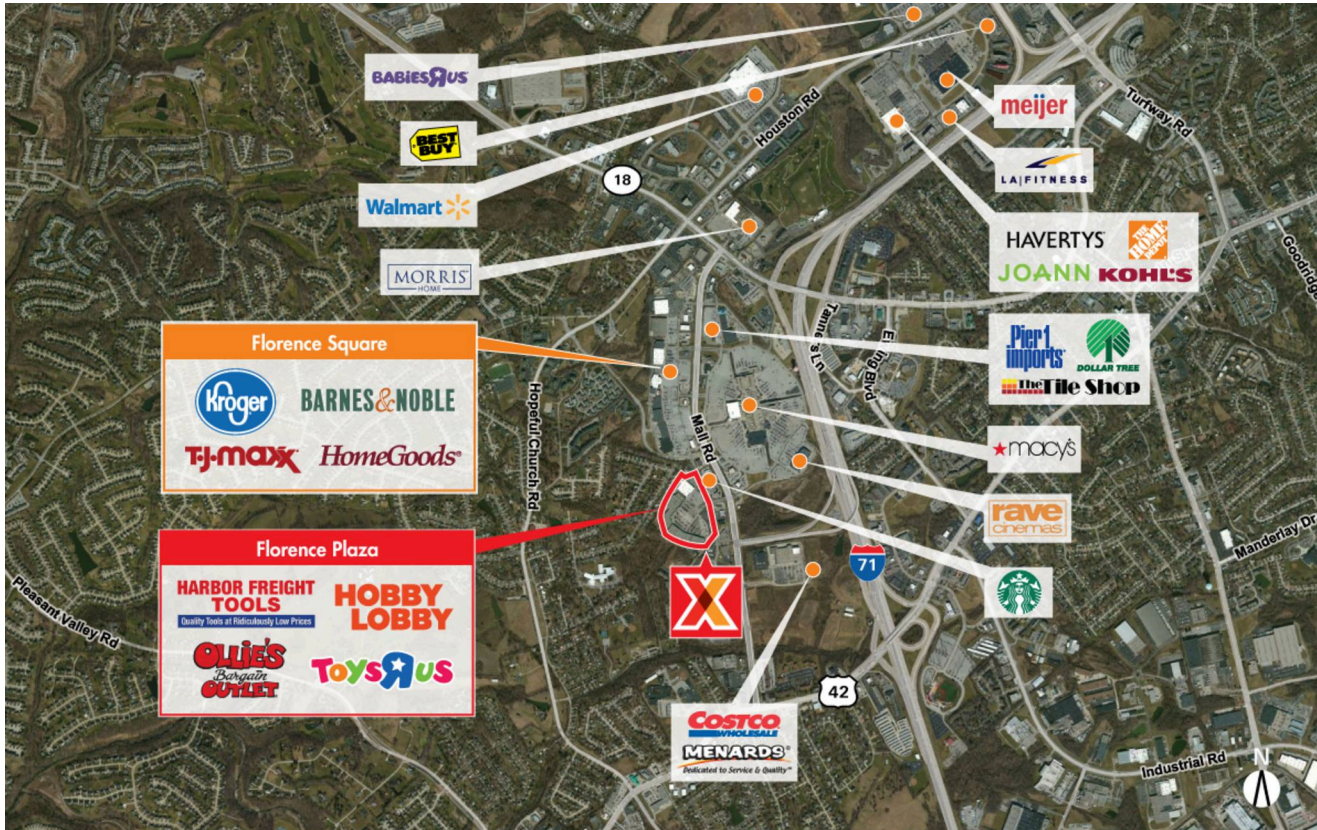 BABIES R US
BEST BUY
Walmart
MORRIS
HOME
Houston Rd
18
Turfway Rd
meijer
LA|FITNESS
HAVERTYS
THE HOME DEPOT
JOANN
KOHL'S
Goodridge
Florence Square
Kroger
BARNES&NOBLE
T•J•maxx
HomeGoods
Hopeful Church Rd
Mall Rd
Tanners Ln
Ewing Blvd
Pier 1 imports
DOLLAR TREE
The Tile Shop
macy's
rave
cinemas
Florence Plaza
HARBOR FREIGHT
TOOLS
Quality Tools at Ridiculously Low Prices
HOBBY
LOBBY
OLLIE'S
Bargain
OUTLET
TOYS R US
X
71
42
Pleasant Valley Rd
COSTCO
WHOLESALE
MENARDS®
Dedicated to Service & Quality™
Manderlay Dr
Industrial Rd
N